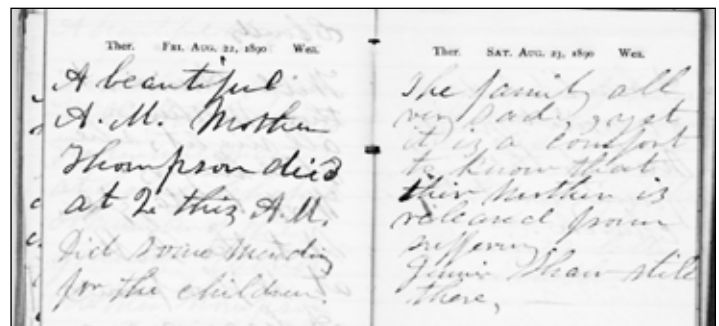 Ther. FRI. AUG. 22, 1890 Wea.
A beautiful
A.M. Mother
Thompson died
at 2 this A.M.
Did some mending
for the children.
Ther. SAT. AUG. 23, 1890 Wea.
The family all
very sad, yet
it is a comfort
to know that
their Mother is
released from
suffering
Shaw still
there,